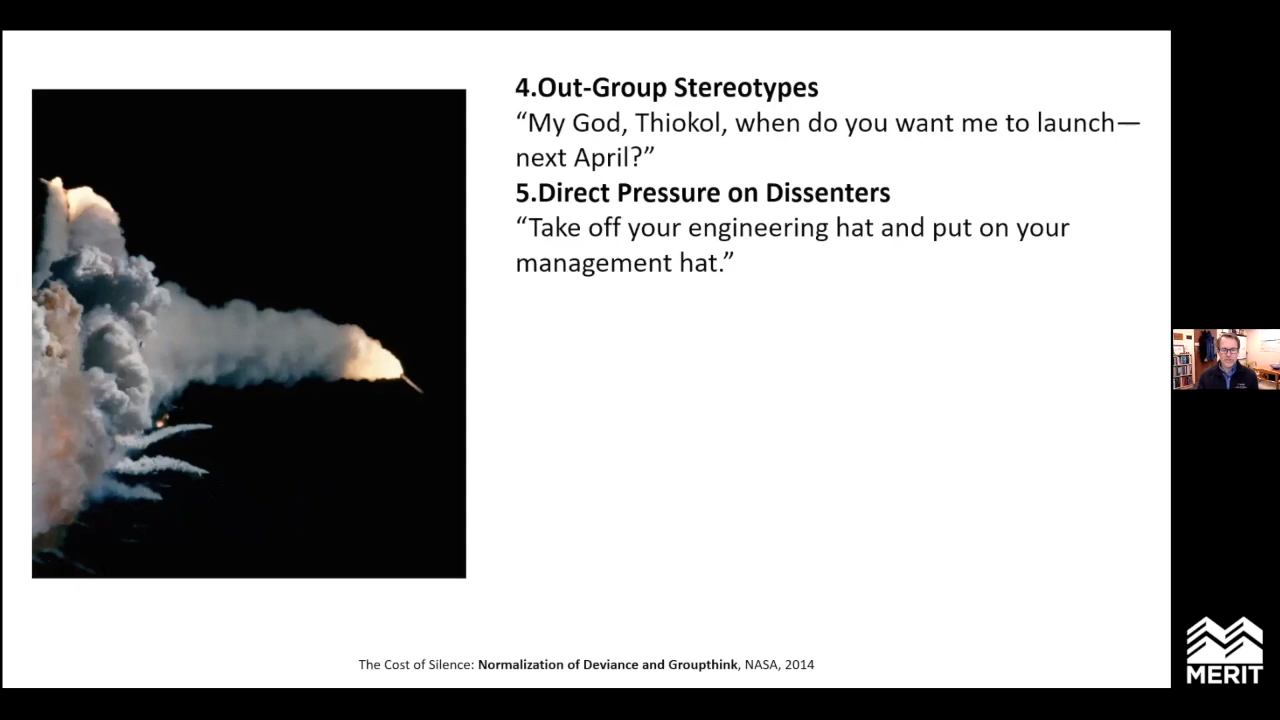 4.Out-Group Stereotypes
“My God, Thiokol, when do you want me to launch—
next April?”
5.Direct Pressure on Dissenters
“Take off your engineering hat and put on your
management hat.”
The Cost of Silence: Normalization of Deviance and Groupthink, NASA, 2014
MERIT